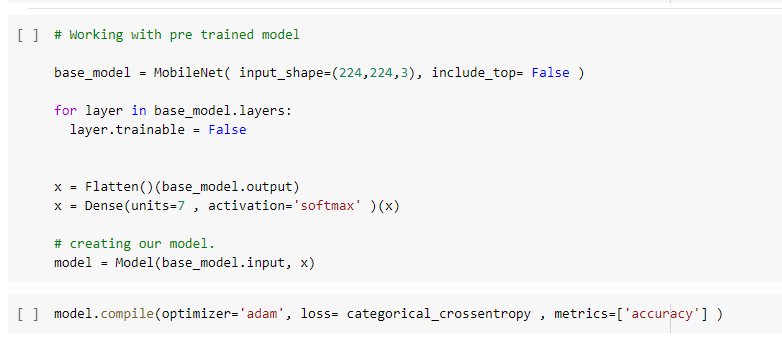 [ ] # Working with pre trained model
base_model = MobileNet( input_shape=(224,224,3), include_top= False )
for layer in base_model.layers:
layer.trainable = False
x = Flatten()(base_model.output)
x = Dense(units=7 , activation='softmax' )(x)
# creating our model.
model = Model(base_model.input, x)
[ ] model.compile(optimizer='adam', loss= categorical_crossentropy , metrics=['accuracy'] )